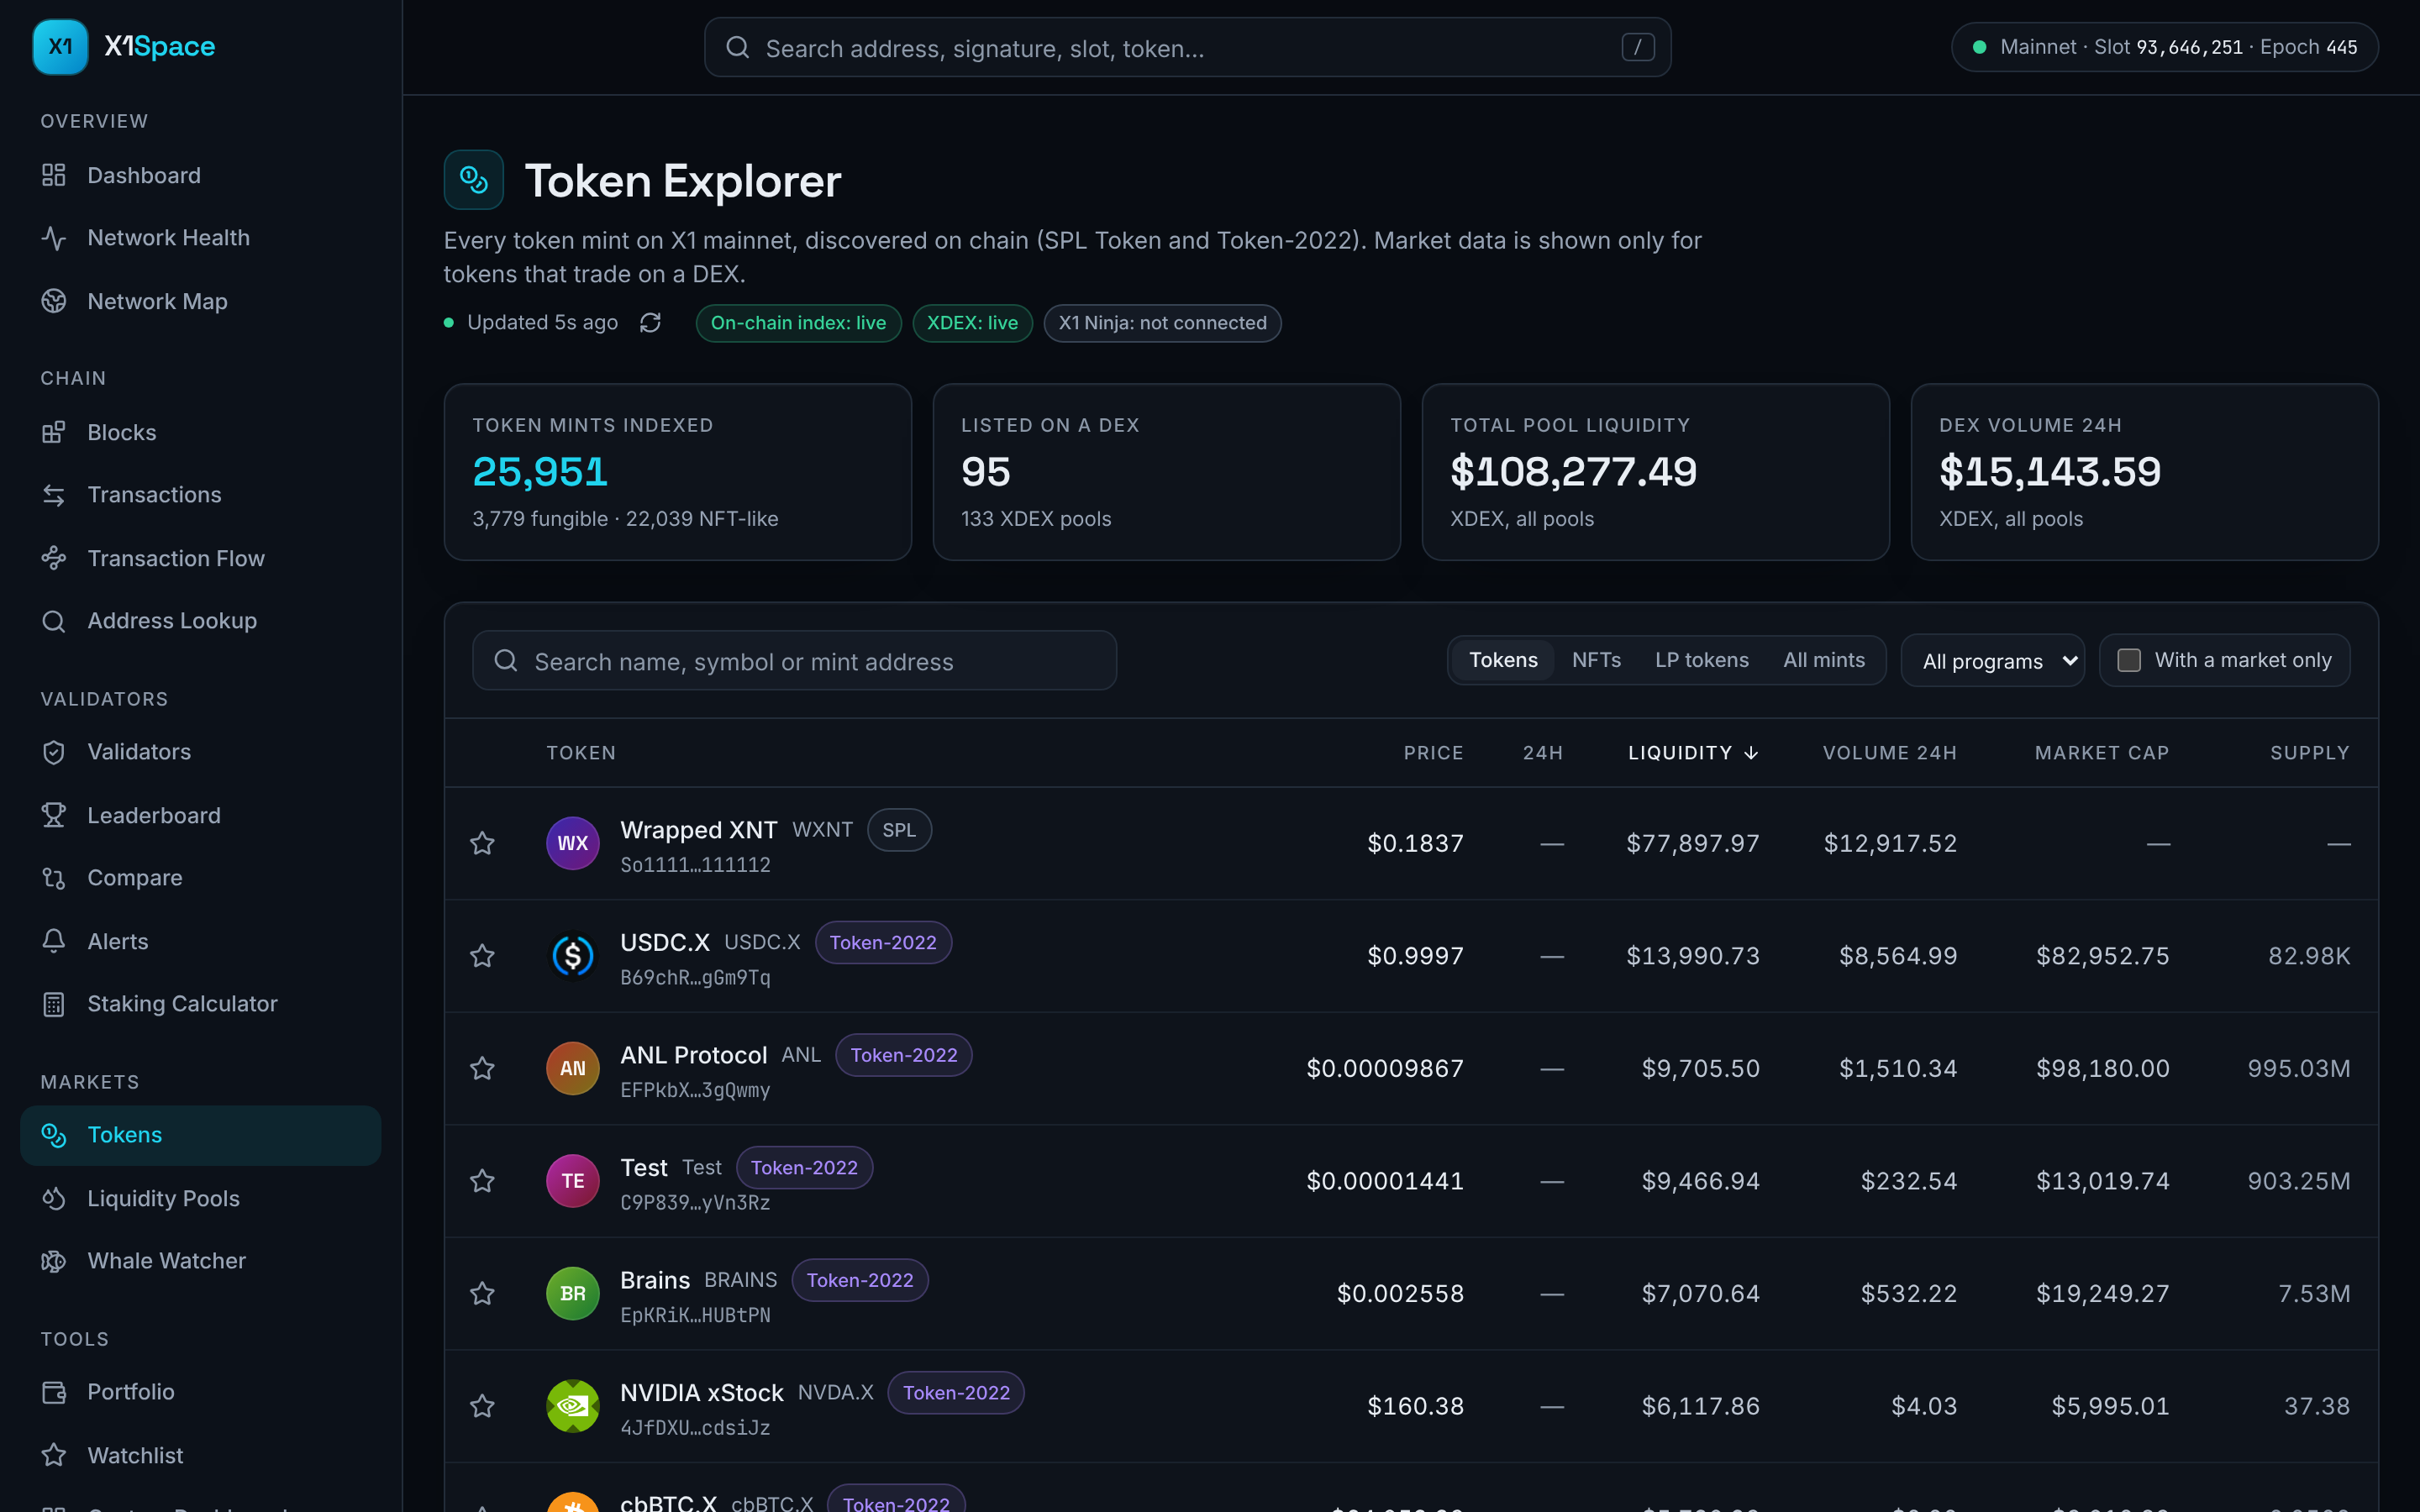 X1 X1Space
Search address, signature, slot, token... /
Mainnet · Slot 93,646,251 · Epoch 445
OVERVIEW
Dashboard
Network Health
Network Map
CHAIN
Blocks
Transactions
Transaction Flow
Address Lookup
VALIDATORS
Validators
Leaderboard
Compare
Alerts
Staking Calculator
MARKETS
Tokens
Liquidity Pools
Whale Watcher
TOOLS
Portfolio
Watchlist
Token Explorer
Every token mint on X1 mainnet, discovered on chain (SPL Token and Token-2022). Market data is shown only for
tokens that trade on a DEX.
Updated 5s ago On-chain index: live XDEX: live X1 Ninja: not connected
TOKEN MINTS INDEXED
25,951
3,779 fungible · 22,039 NFT-like
LISTED ON A DEX
95
133 XDEX pools
TOTAL POOL LIQUIDITY
$108,277.49
XDEX, all pools
DEX VOLUME 24H
$15,143.59
XDEX, all pools
Search name, symbol or mint address Tokens NFTs LP tokens All mints All programs With a market only
TOKEN PRICE 24H LIQUIDITY ↓ VOLUME 24H MARKET CAP SUPPLY
WX Wrapped XNT WXNT SPL $0.1837 — $77,897.97 $12,917.52 — —
So1111…111112
USDC.X USDC.X Token-2022 $0.9997 — $13,990.73 $8,564.99 $82,952.75 82.98K
B69chR…gGm9Tq
AN ANL Protocol ANL Token-2022 $0.00009867 — $9,705.50 $1,510.34 $98,180.00 995.03M
EFPkbX…3gQwmy
TE Test Test Token-2022 $0.00001441 — $9,466.94 $232.54 $13,019.74 903.25M
C9P839…yVn3Rz
BR Brains BRAINS Token-2022 $0.002558 — $7,070.64 $532.22 $19,249.27 7.53M
EpKRiK…HUBtPN
NVIDIA xStock NVDA.X Token-2022 $160.38 — $6,117.86 $4.03 $5,995.01 37.38
4JfDXU…cdsiJz
cbBTC.X cbBTC.X Token-2022